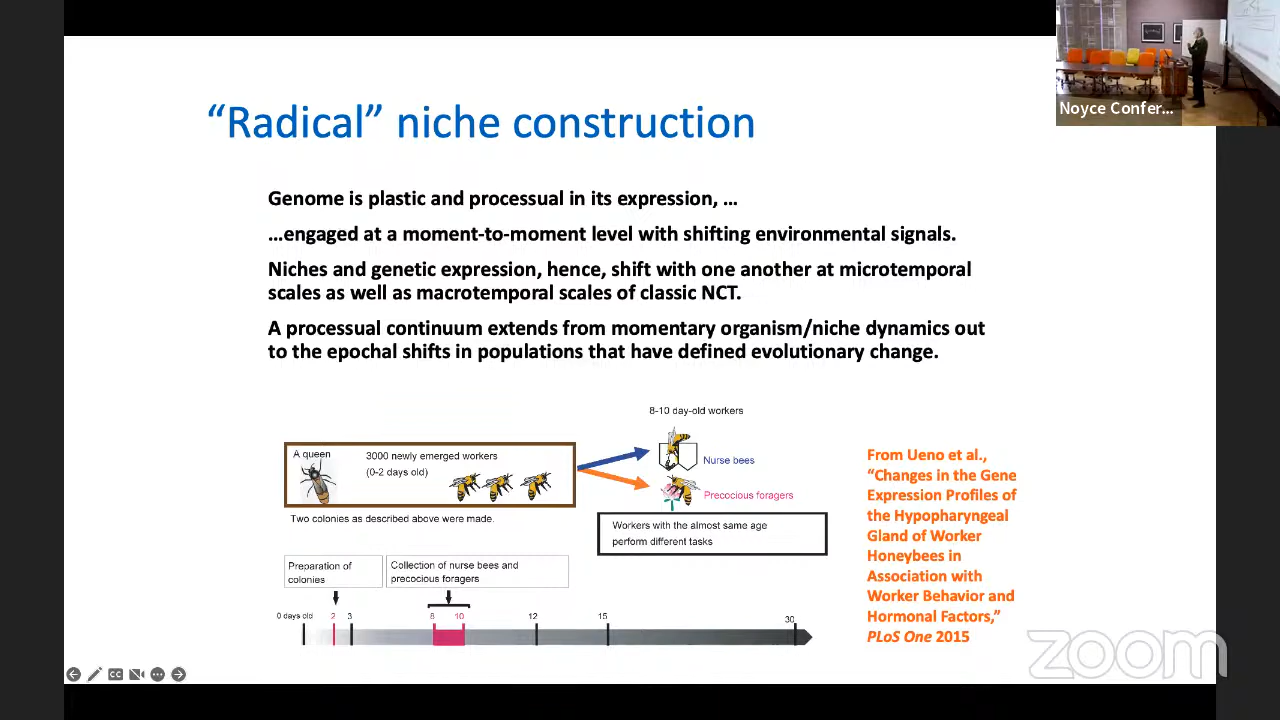 Noyce Confer...
“Radical” niche construction
Genome is plastic and processual in its expression, …
…engaged at a moment-to-moment level with shifting environmental signals.
Niches and genetic expression, hence, shift with one another at microtemporal
scales as well as macrotemporal scales of classic NCT.
A processual continuum extends from momentary organism/niche dynamics out
to the epochal shifts in populations that have defined evolutionary change.
8-10 day-old workers
A queen
3000 newly emerged workers
(0-2 days old)
Nurse bees
Precocious foragers
Two colonies as described above were made.
Workers with the almost same age
perform different tasks
Preparation of
colonies
Collection of nurse bees and
precocious foragers
0 days old 2 3 8 10 12 15 30
From Ueno et al.,
“Changes in the Gene
Expression Profiles of
the Hypopharyngeal
Gland of Worker
Honeybees in
Association with
Worker Behavior and
Hormonal Factors,”
PLoS One 2015
CC
zoom